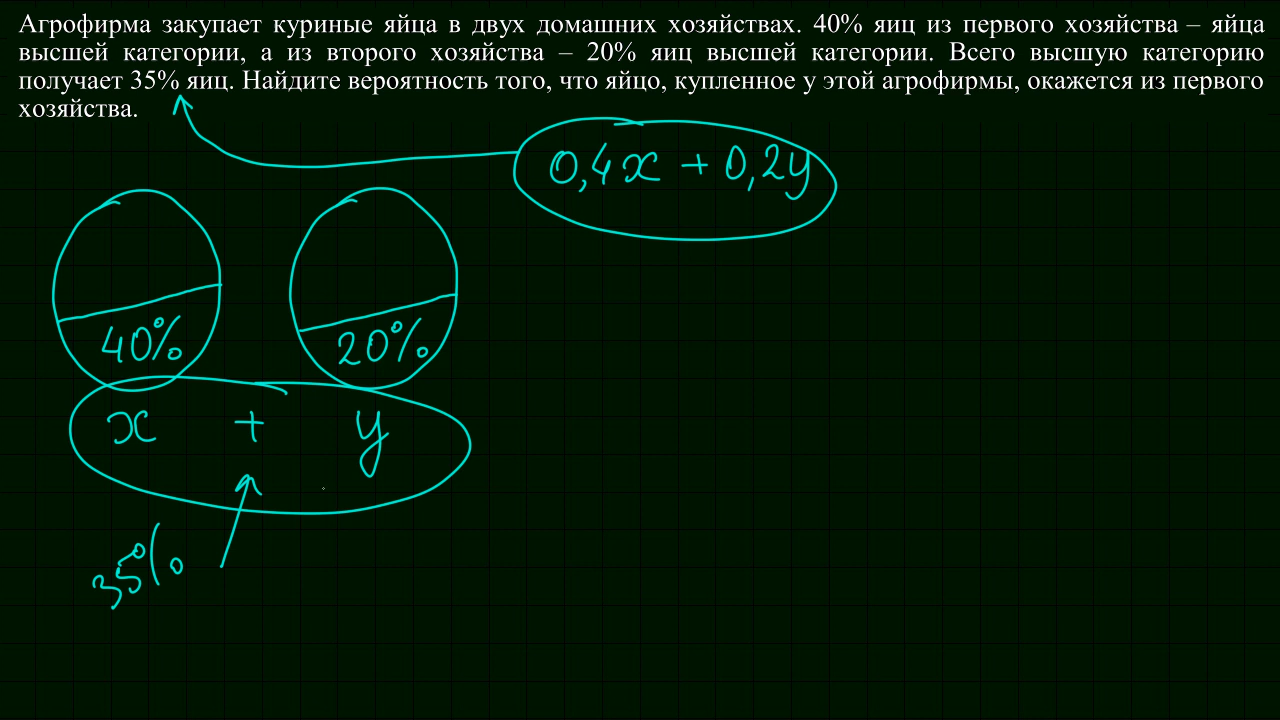 Агрофирма закупает куриные яйца в двух домашних хозяйствах. 40% яиц из первого хозяйства – яйца
высшей категории, а из второго хозяйства – 20% яиц высшей категории. Всего высшую категорию
получает 35% яиц. Найдите вероятность того, что яйцо, купленное у этой агрофирмы, окажется из первого
хозяйства.
0,4x + 0,2y
40% 20%
x + y
35%